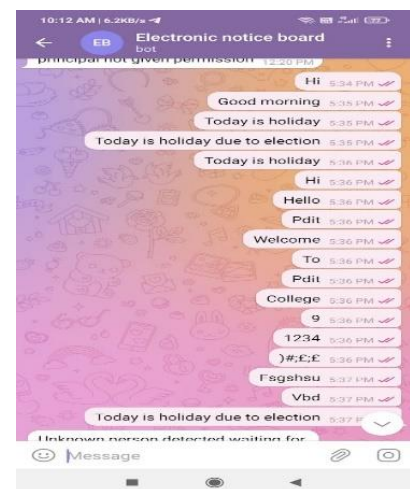 10:12 AM | 6.2KB/s
EB Electronic notice board
bot
principal not given permission 12:20 PM
Hi 5:34 PM
Good morning 5:35 PM
Today is holiday 5:35 PM
Today is holiday due to election 5:35 PM
Today is holiday 5:36 PM
Hi 5:36 PM
Hello 5:36 PM
Pdit 5:36 PM
Welcome 5:36 PM
To 5:36 PM
Pdit 5:36 PM
College 5:36 PM
9 5:36 PM
1234 5:36 PM
)#;£;£ 5:36 PM
Fsgshsu 5:37 PM
Vbd 5:37 PM
Today is holiday due to election 5:37 P
Unknown person detected waiting for
Message